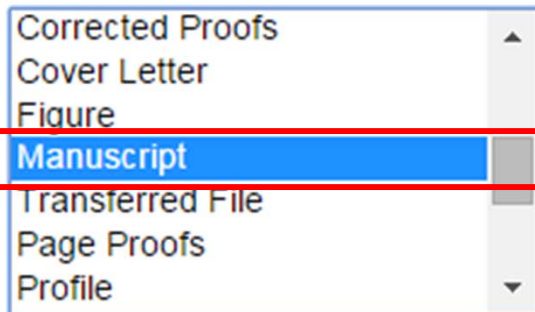 Corrected Proofs
Cover Letter
Figure
Manuscript
Transferred File
Page Proofs
Profile